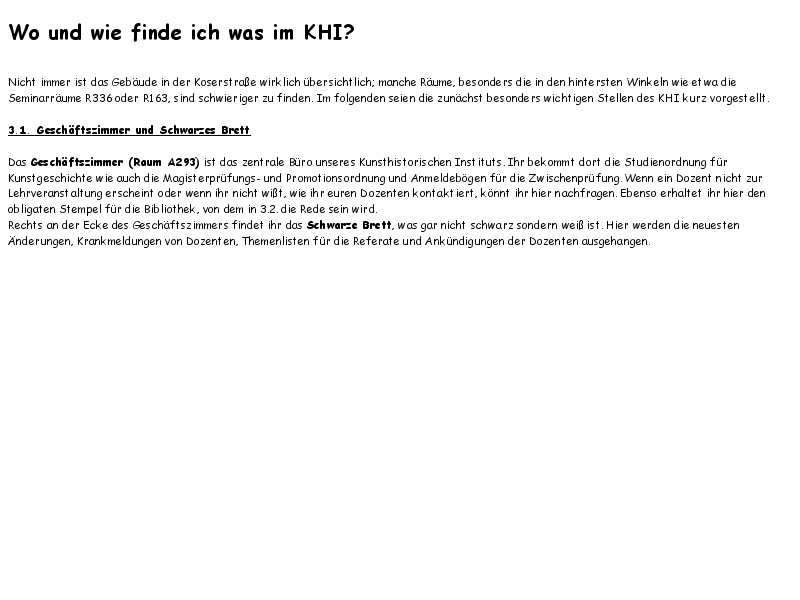 Wo und wie finde ich was im KHI?
Nicht immer ist das Gebäude in der Koserstraße wirklich übersichtlich; manche Räume, besonders die in den hintersten Winkeln wie etwa die
Seminarräume R336 oder R163, sind schwieriger zu finden. Im folgenden seien die zunächst besonders wichtigen Stellen des KHI kurz vorgestellt.
3.1. Geschäftszimmer und Schwarzes Brett
Das Geschäftszimmer (Raum A293) ist das zentrale Büro unseres Kunsthistorischen Instituts. Ihr bekommt dort die Studienordnung für
Kunstgeschichte wie auch die Magisterprüfungs- und Promotionsordnung und Anmeldebögen für die Zwischenprüfung. Wenn ein Dozent nicht zur
Lehrveranstaltung erscheint oder wenn ihr nicht wißt, wie ihr euren Dozenten kontaktiert, könnt ihr hier nachfragen. Ebenso erhaltet ihr hier den
obligaten Stempel für die Bibliothek, von dem in 3.2. die Rede sein wird.
Rechts an der Ecke des Geschäftszimmers findet ihr das Schwarze Brett, was gar nicht schwarz sondern weiß ist. Hier werden die neuesten
Änderungen, Krankmeldungen von Dozenten, Themenlisten für die Referate und Ankündigungen der Dozenten ausgehangen.